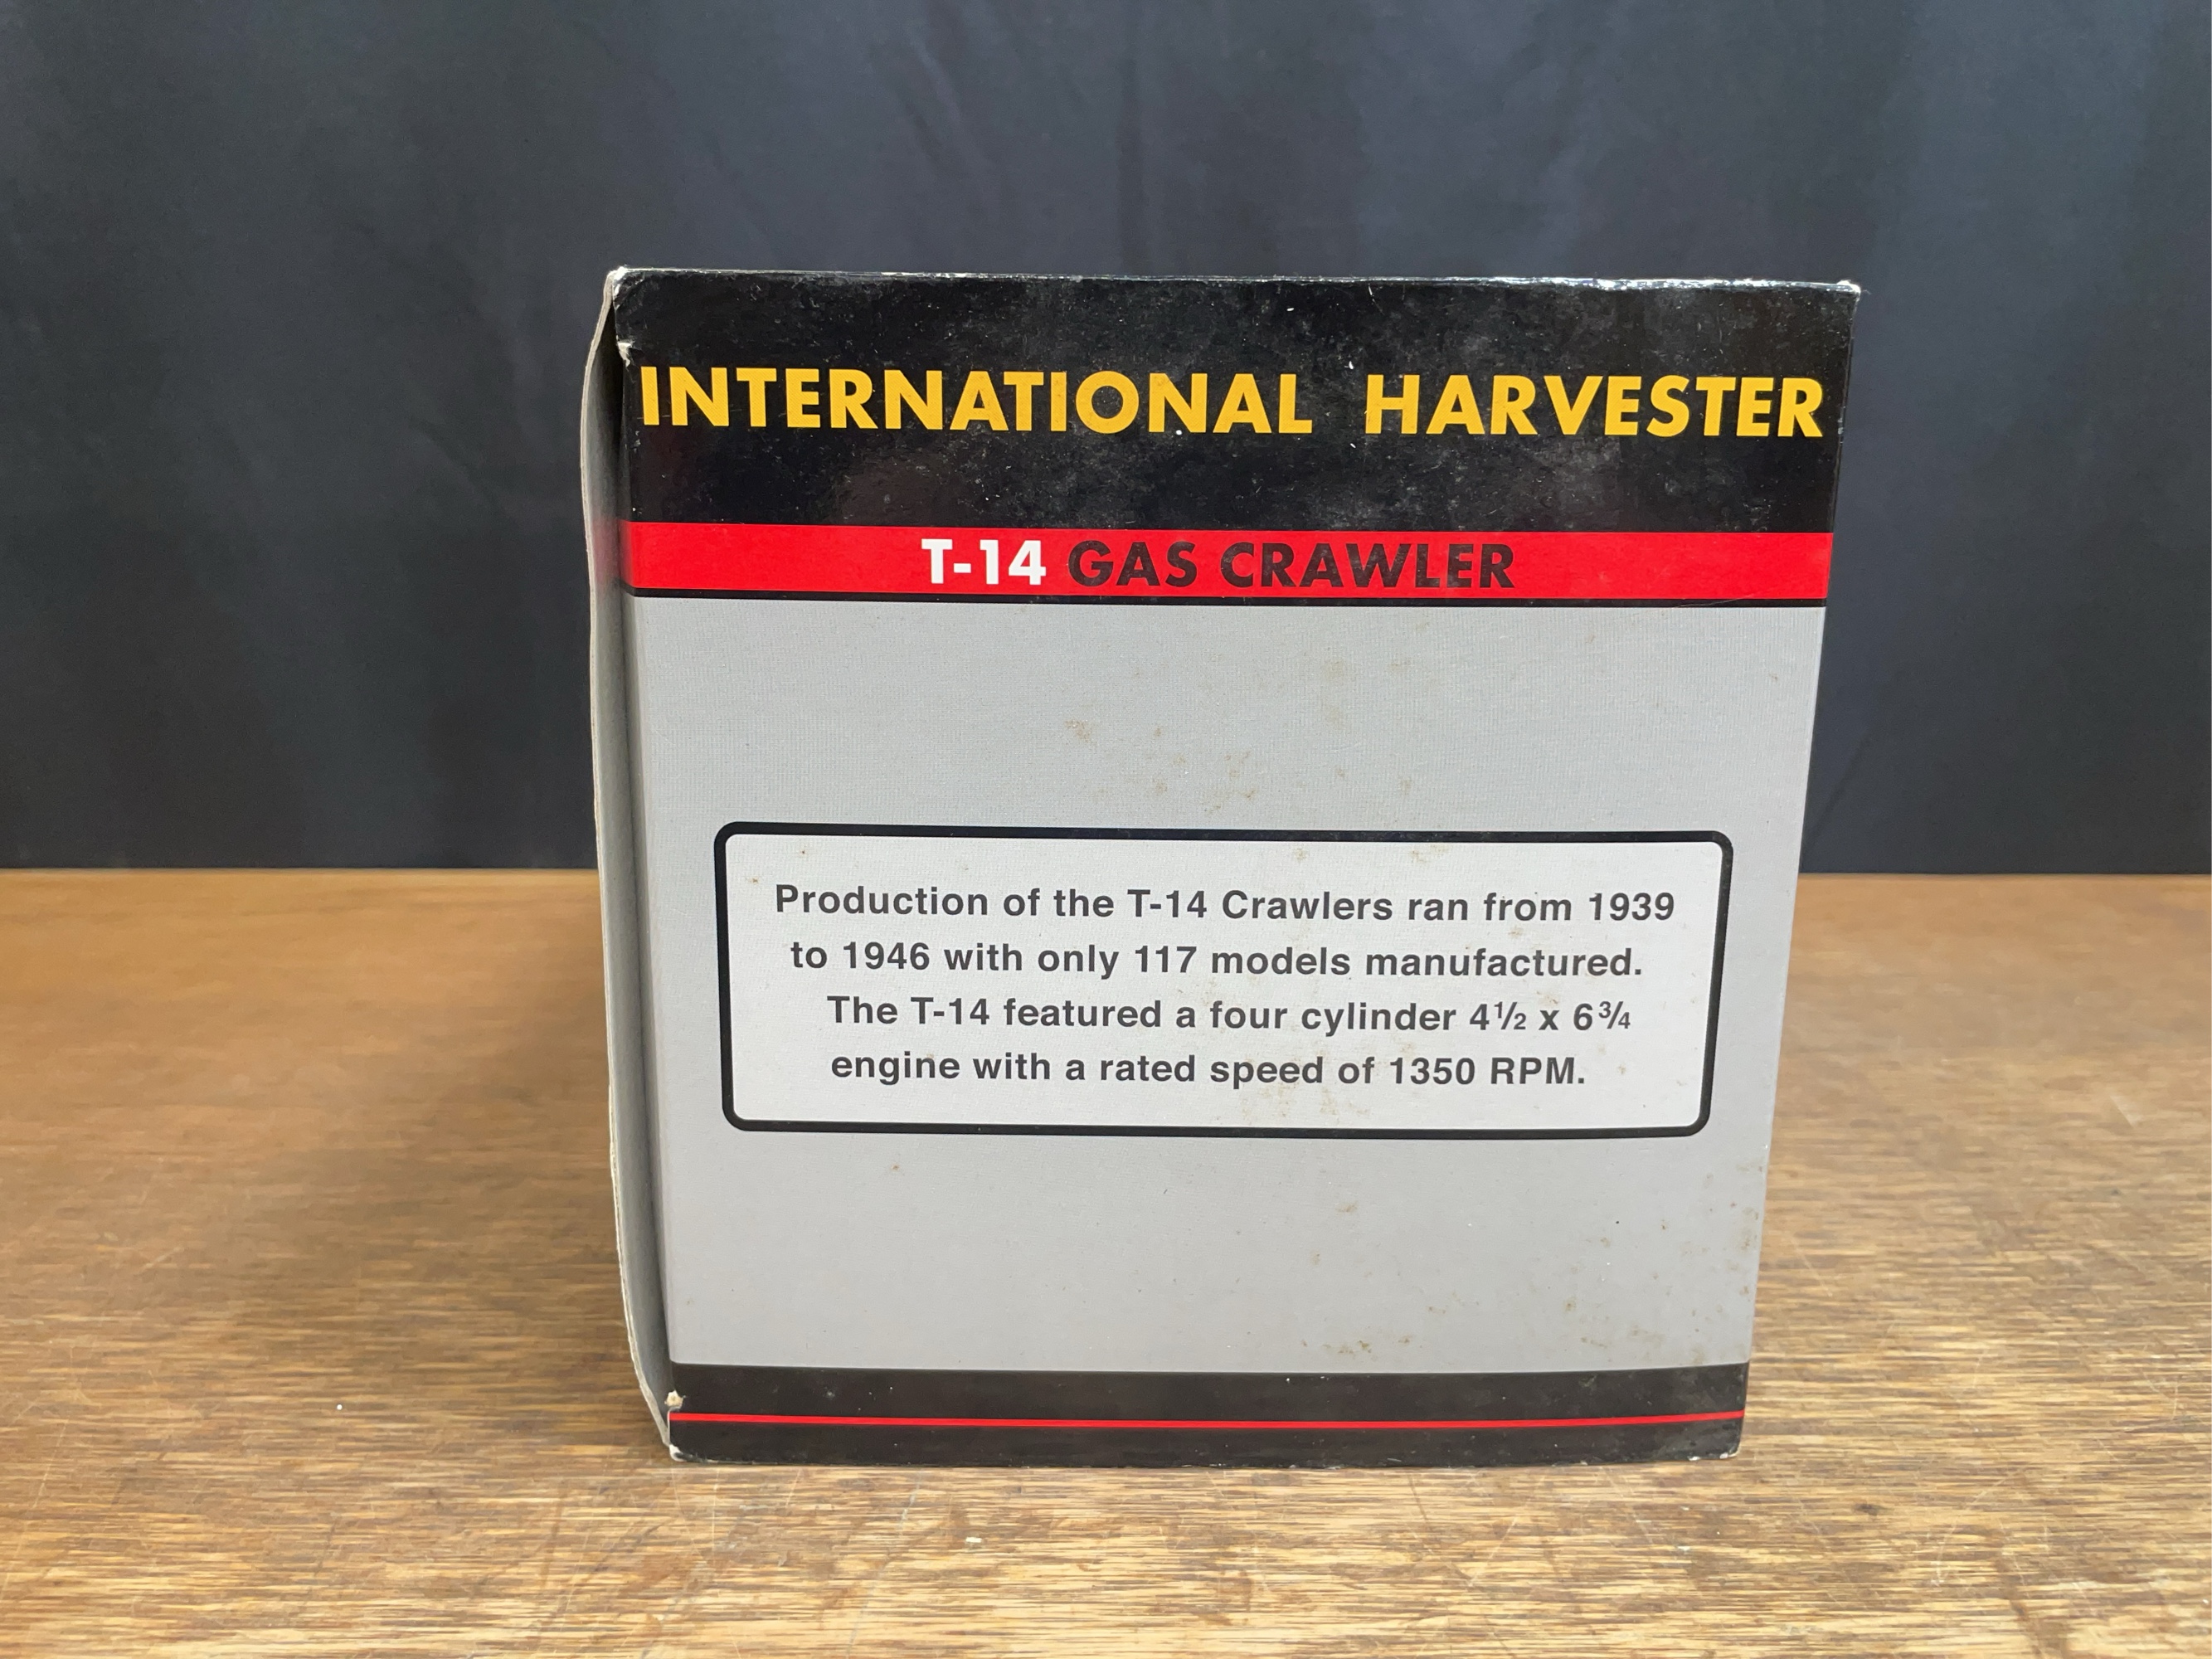 INTERNATIONAL HARVESTER
T-14 GAS CRAWLER
Production of the T-14 Crawlers ran from 1939
to 1946 with only 117 models manufactured.
The T-14 featured a four cylinder 4½ x 6¾
engine with a rated speed of 1350 RPM.